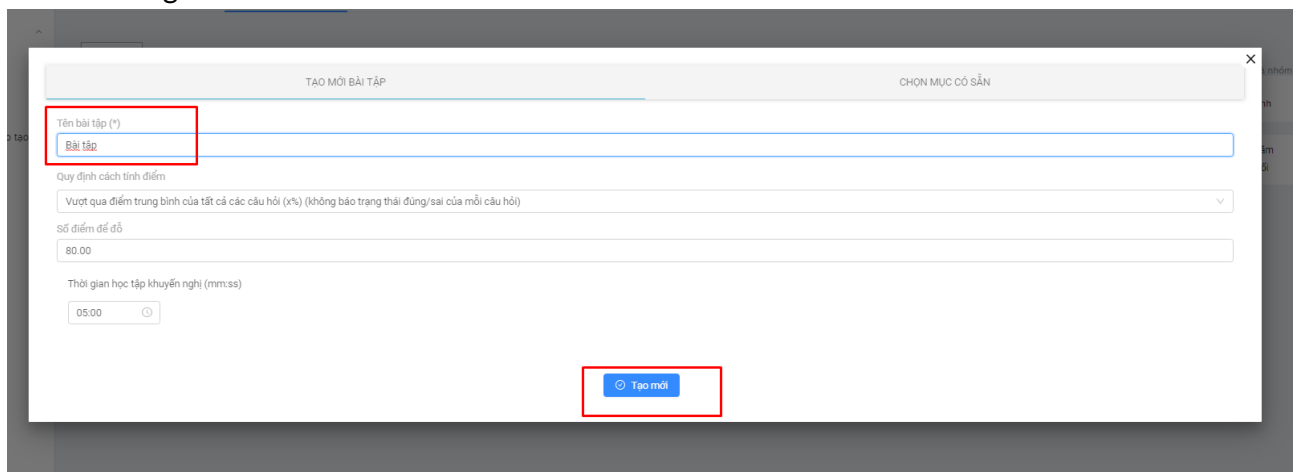 TẠO MỚI BÀI TẬP
CHỌN MỤC CÓ SẴN
Tên bài tập (*)
Bài tập
Quy định cách tính điểm
Vượt qua điểm trung bình của tất cả các câu hỏi (x%) (không báo trạng thái đúng/sai của mỗi câu hỏi)
Số điểm để đỗ
80.00
Thời gian học tập khuyến nghị (mm:ss)
05:00
Tạo mới
nhóm